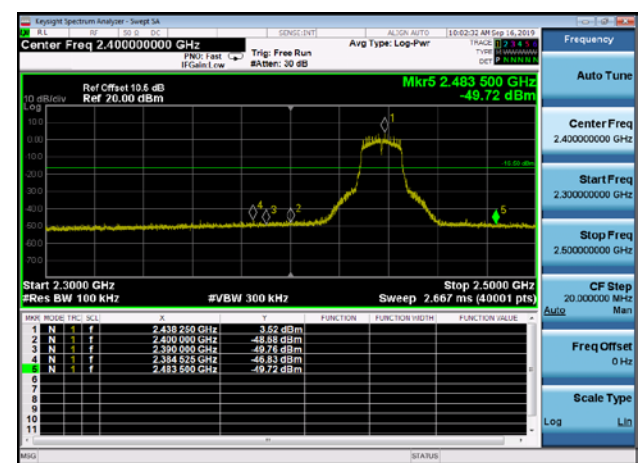 Keysight Spectrum Analyzer - Swept SA
RL RF 50 Ω DC SENSE:INT ALIGN AUTO 10:02:32 AM Sep 16, 2019
Center Freq 2.400000000 GHz
PNO: Fast
IFGain:Low
Trig: Free Run
#Atten: 30 dB
Avg Type: Log-Pwr
TRACE 1 2 3 4 5 6
TYPE
DET P N N N N N
Ref Offset 10.5 dB
Ref 20.00 dBm
10 dB/div
Log
Mkr5 2.483 500 GHz
-49.72 dBm
10.0
0.00
-10.0
-20.0
-30.0
-40.0
-50.0
-60.0
-70.0
1
4
3
2
5
Start 2.3000 GHz
Stop 2.5000 GHz
#Res BW 100 kHz
#VBW 300 kHz
Sweep 2.667 ms (40001 pts)
MKR MODE TRC SCL X Y FUNCTION FUNCTION WIDTH FUNCTION VALUE
1 N 1 f 2.438 250 GHz 3.52 dBm
2 N 1 f 2.400 000 GHz -48.58 dBm
3 N 1 f 2.390 000 GHz -49.76 dBm
4 N 1 f 2.384 525 GHz -46.83 dBm
5 N 1 f 2.483 500 GHz -49.72 dBm
6
7
8
9
10
11
MSG
STATUS
Frequency
Auto Tune
Center Freq
2.400000000 GHz
Start Freq
2.300000000 GHz
Stop Freq
2.500000000 GHz
CF Step
20.000000 MHz
Auto Man
Freq Offset
0 Hz
Scale Type
Log Lin